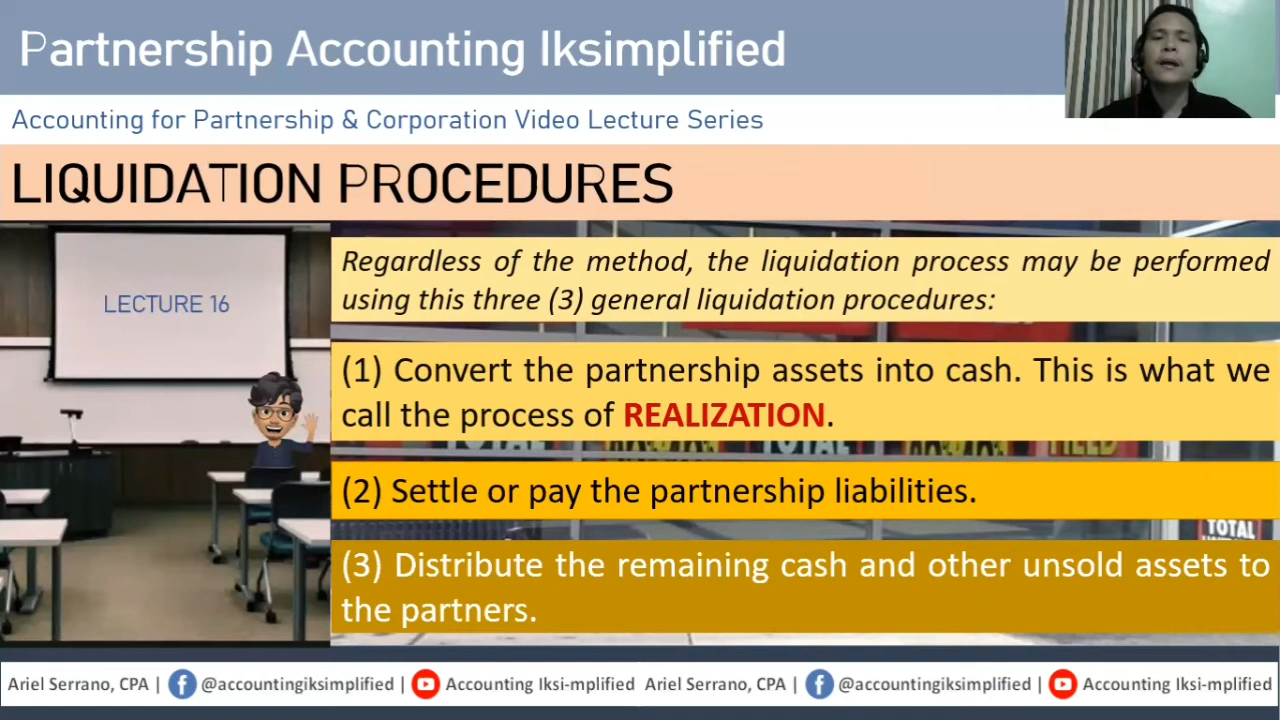 Partnership Accounting Iksimplified
Accounting for Partnership & Corporation Video Lecture Series
LIQUIDATION PROCEDURES
LECTURE 16
Regardless of the method, the liquidation process may be performed
using this three (3) general liquidation procedures:
(1) Convert the partnership assets into cash. This is what we
call the process of REALIZATION.
(2) Settle or pay the partnership liabilities.
TOTAL
(3) Distribute the remaining cash and other unsold assets to
the partners.
Ariel Serrano, CPA | @accountingiksimplified | Accounting Iksi-mplified Ariel Serrano, CPA | @accountingiksimplified | Accounting Iksi-mplified